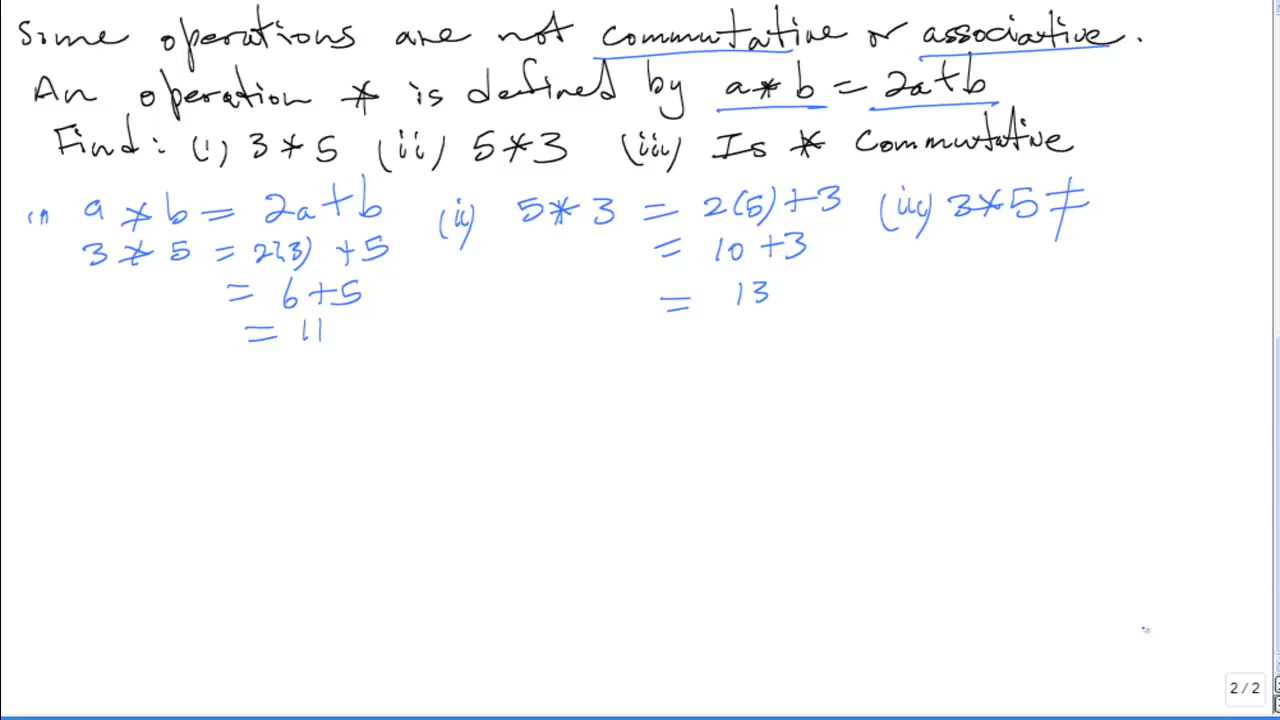 Some operations are not commutative or associative.
An operation * is defined by a * b = 2a+b
Find: (i) 3 * 5 (ii) 5 * 3 (iii) Is * Commutative
(i) a * b = 2a+b (ii) 5 * 3 = 2(5)+3 (iii) 3 * 5 ≠
3 * 5 = 2(3) + 5 = 10 + 3
= 6+5 = 13
= 11
2 / 2